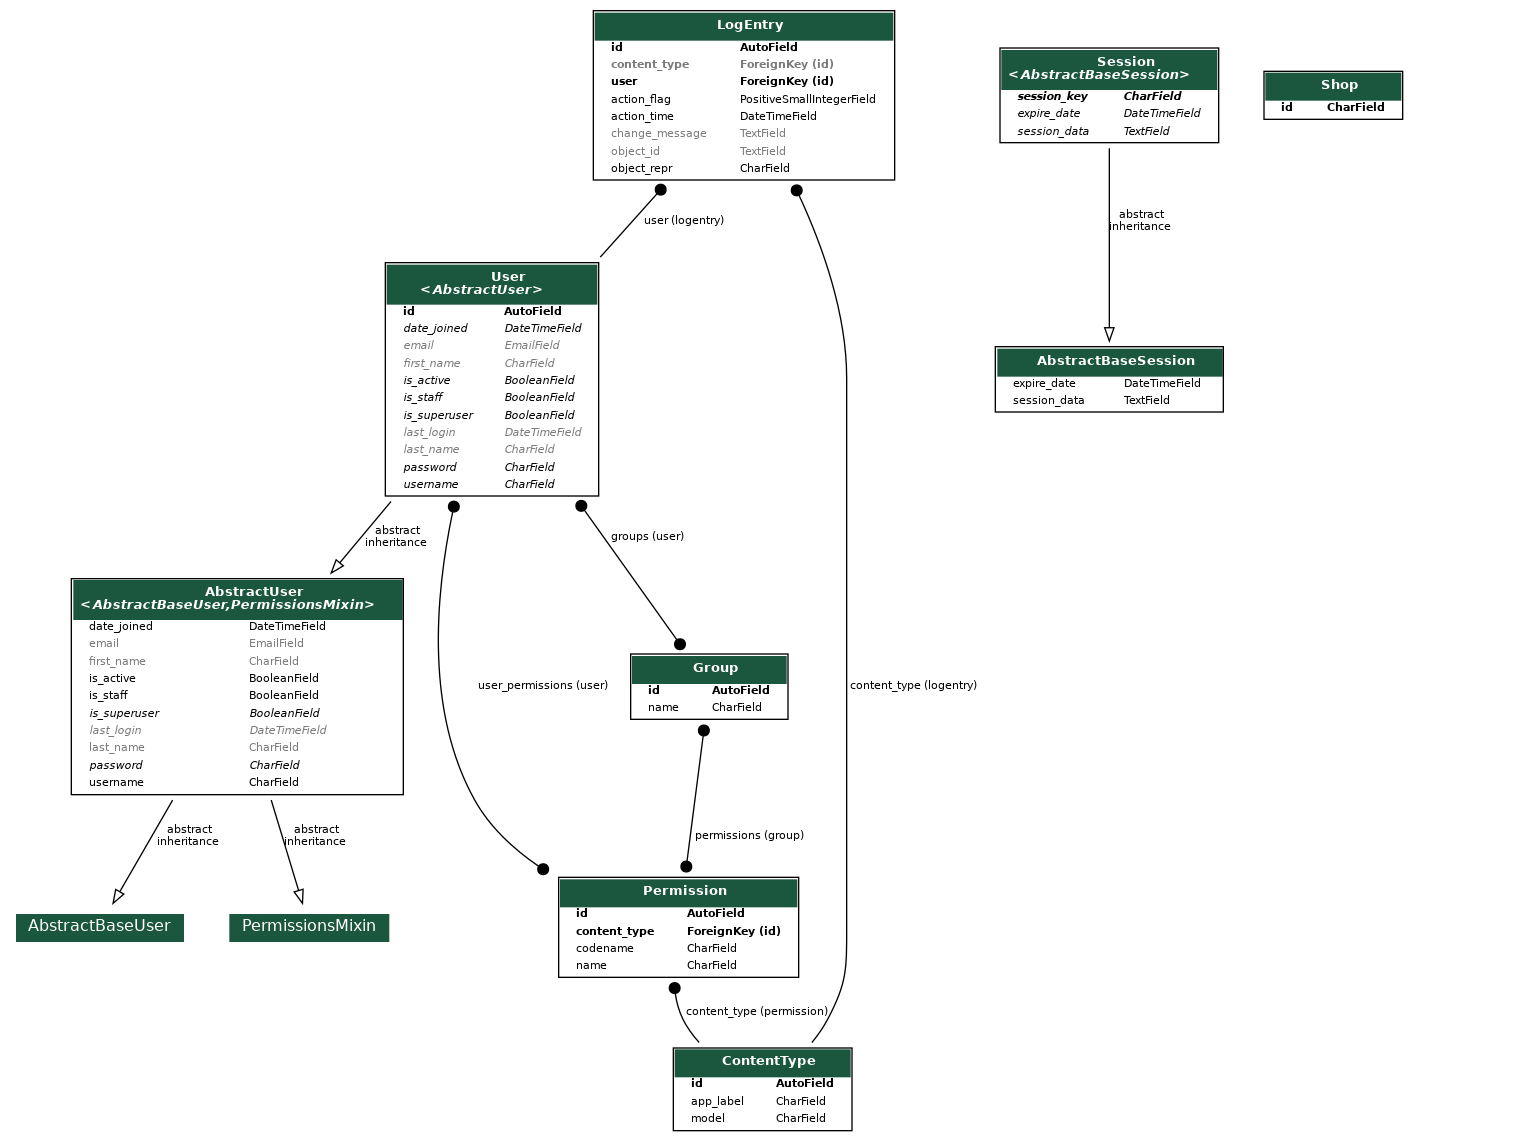 LogEntry
id AutoField
content_type ForeignKey (id)
user ForeignKey (id)
action_flag PositiveSmallIntegerField
action_time DateTimeField
change_message TextField
object_id TextField
object_repr CharField
Session
<AbstractBaseSession>
session_key CharField
expire_date DateTimeField
session_data TextField
Shop
id CharField
user (logentry)
abstract
inheritance
User
<AbstractUser>
id AutoField
date_joined DateTimeField
email EmailField
first_name CharField
is_active BooleanField
is_staff BooleanField
is_superuser BooleanField
last_login DateTimeField
last_name CharField
password CharField
username CharField
AbstractBaseSession
expire_date DateTimeField
session_data TextField
abstract
inheritance
groups (user)
AbstractUser
<AbstractBaseUser,PermissionsMixin>
date_joined DateTimeField
email EmailField
first_name CharField
is_active BooleanField
is_staff BooleanField
is_superuser BooleanField
last_login DateTimeField
last_name CharField
password CharField
username CharField
user_permissions (user)
Group
id AutoField
name CharField
content_type (logentry)
abstract
inheritance
abstract
inheritance
permissions (group)
AbstractBaseUser
PermissionsMixin
Permission
id AutoField
content_type ForeignKey (id)
codename CharField
name CharField
content_type (permission)
ContentType
id AutoField
app_label CharField
model CharField